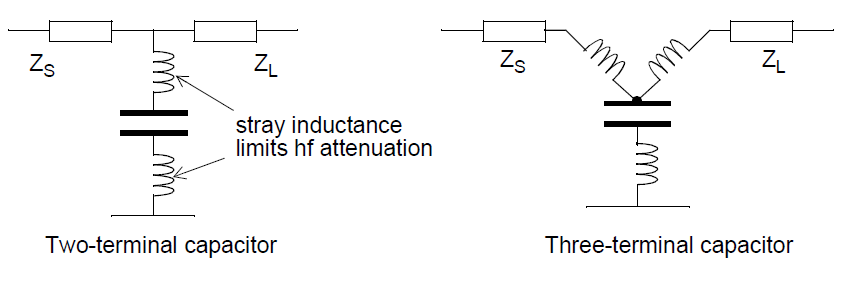 Z_S
Z_L
Z_S
Z_L
stray inductance
limits hf attenuation
Two-terminal capacitor
Three-terminal capacitor